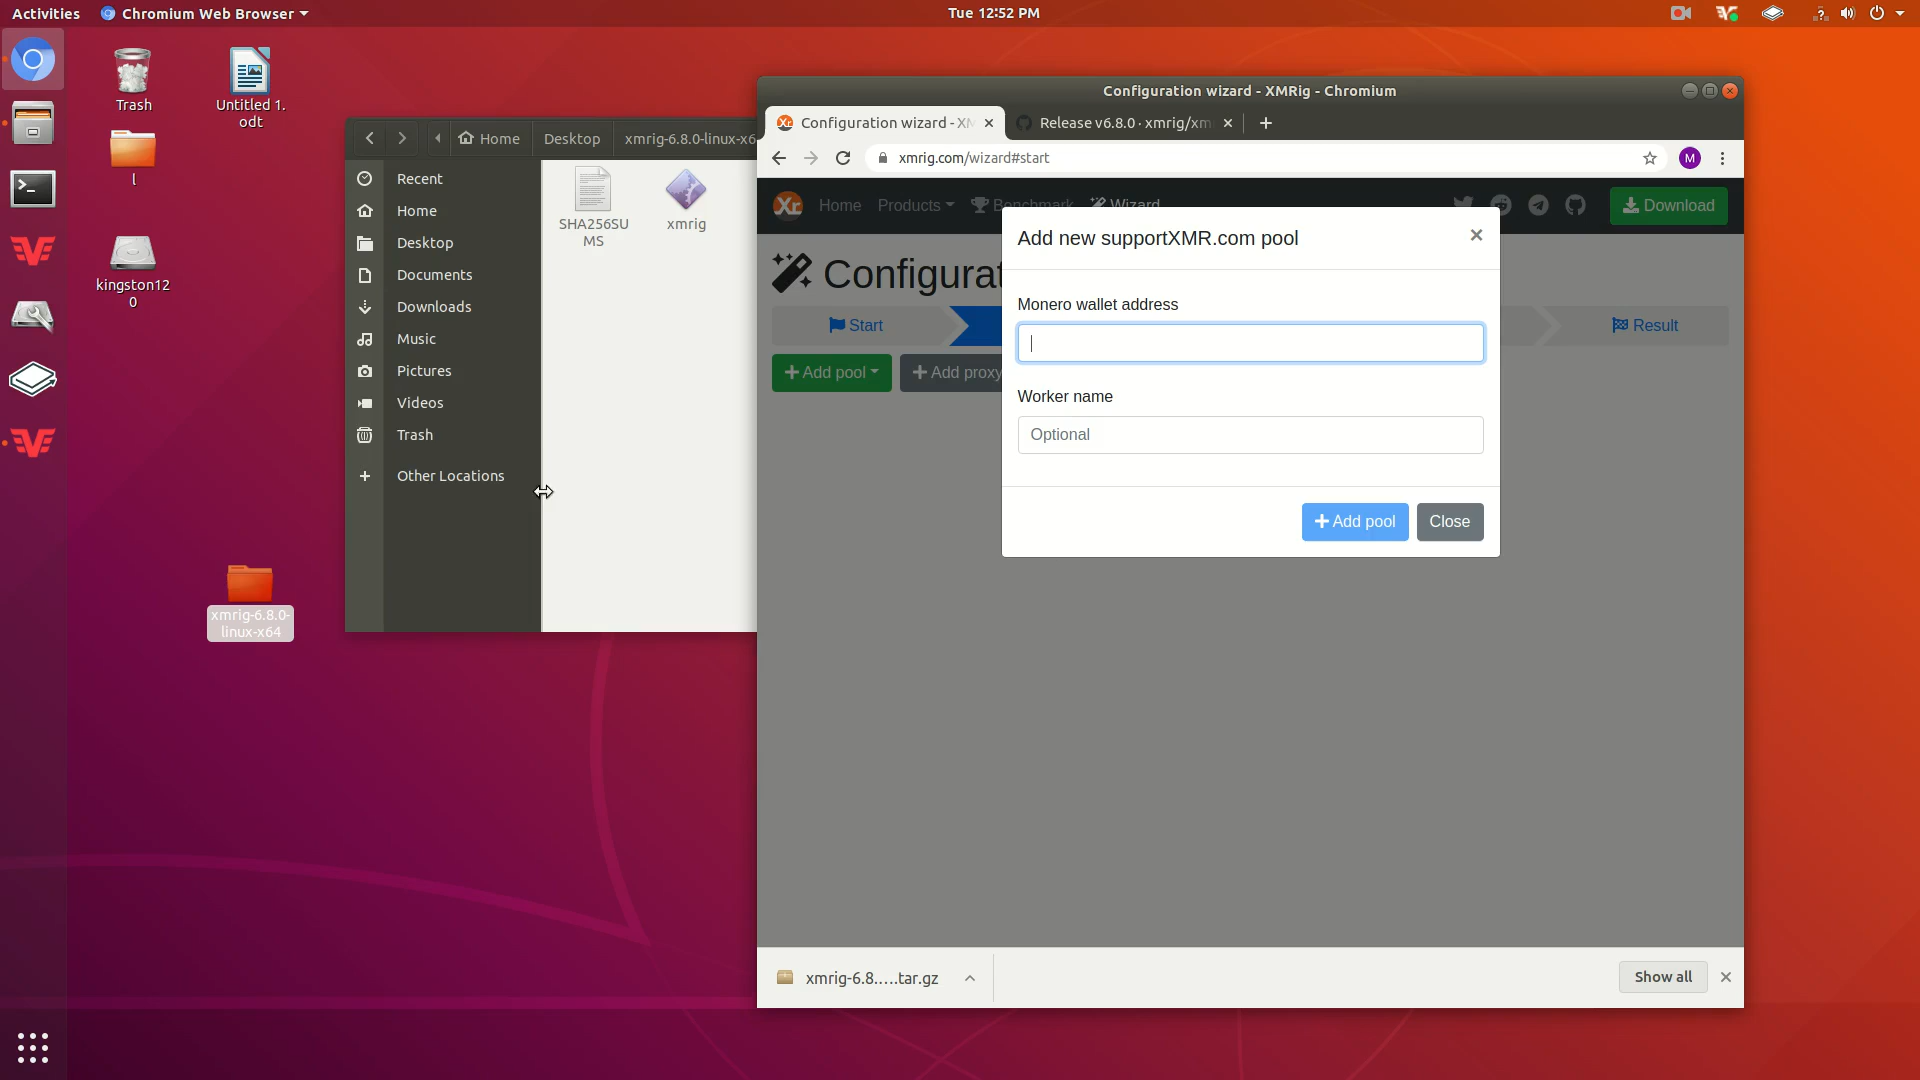 Activities
Chromium Web Browser
Tue 12:52 PM
Trash
Untitled 1.
odt
l
kingston12
0
xmrig-6.8.0-
linux-x64
Home
Desktop
xmrig-6.8.0-linux-x6
Recent
Home
Desktop
Documents
Downloads
Music
Pictures
Videos
Trash
Other Locations
SHA256SU
MS
xmrig
Configuration wizard - XMRig - Chromium
Configuration wizard - XM
Release v6.8.0 · xmrig/xm
xmrig.com/wizard#start
M
Xr
Home
Products
Benchmark
Wizard
Download
Configurat
Start
Result
Add pool
Add proxy
Add new supportXMR.com pool
Monero wallet address
Worker name
Optional
Add pool
Close
xmrig-6.8.....tar.gz
Show all